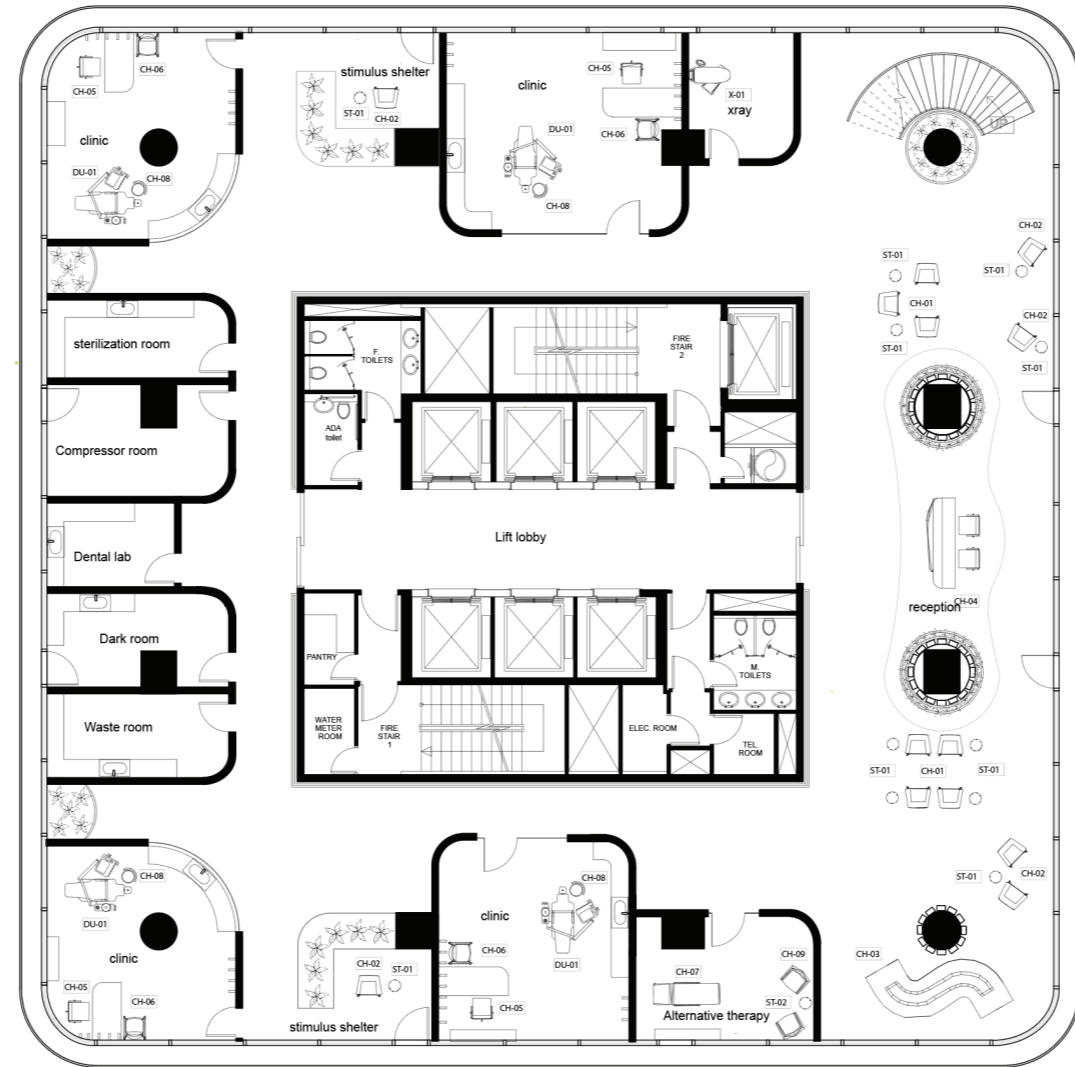 CH-06
CH-05
clinic
DU-01
CH-08
stimulus shelter
ST-01
CH-02
clinic
CH-05
DU-01
CH-06
CH-08
X-01
xray
CH-02
ST-01
ST-01
CH-01
ST-01
CH-02
ST-01
sterilization room
Compressor room
Dental lab
Dark room
Waste room
F.
TOILETS
ADA
toilet
FIRE
STAIR
2
Lift lobby
PANTRY
WATER
METER
ROOM
FIRE
STAIR
1
ELEC. ROOM
M.
TOILETS
TEL.
ROOM
CH-04
reception
ST-01
CH-01
ST-01
ST-01
CH-02
CH-08
DU-01
clinic
CH-05
CH-06
CH-02
ST-01
stimulus shelter
CH-08
clinic
CH-06
DU-01
CH-05
CH-09
CH-07
ST-02
Alternative therapy
CH-03